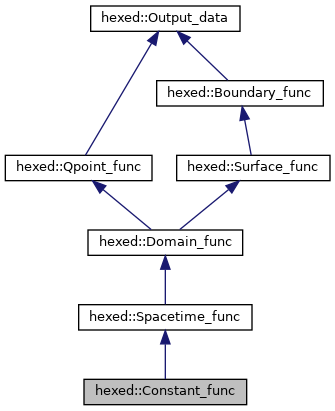 hexed::Output_data
hexed::Boundary_func
hexed::Qpoint_func
hexed::Surface_func
hexed::Domain_func
hexed::Spacetime_func
hexed::Constant_func